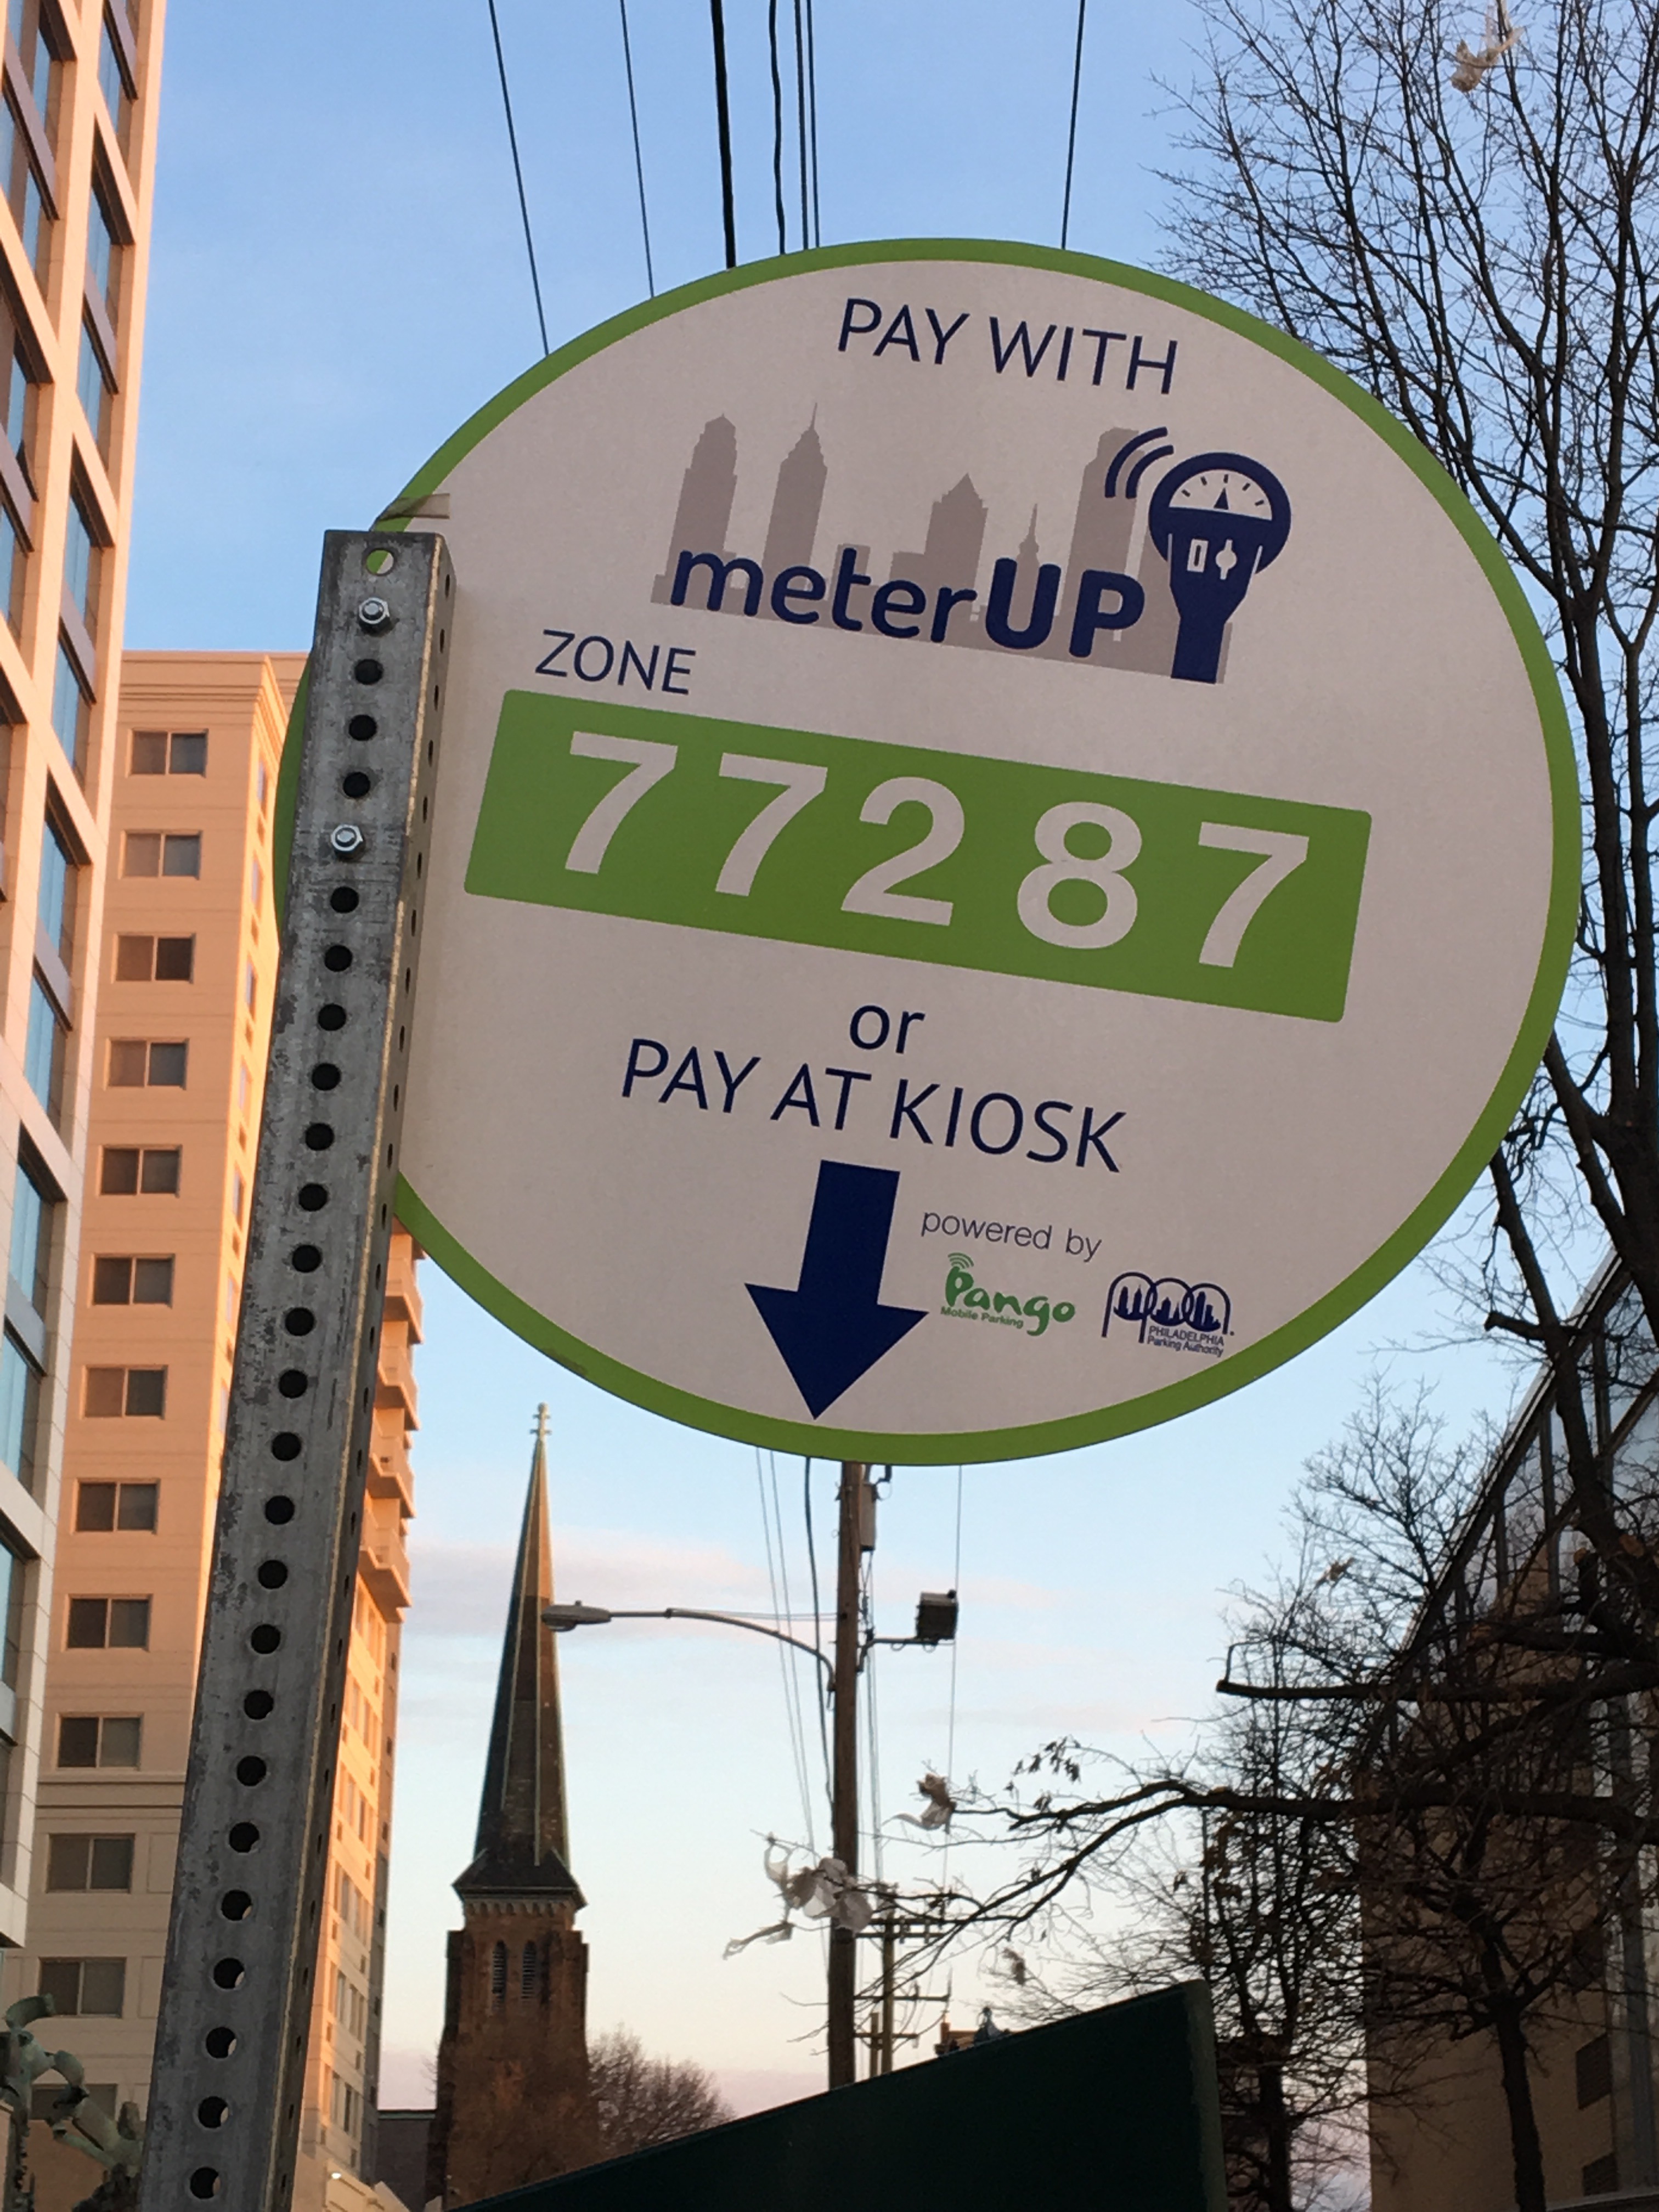 PAY WITH
meterUP
ZONE
77287
or
PAY AT KIOSK
powered by
Pango
Mobile Parking
PHILADELPHIA
Parking Authority